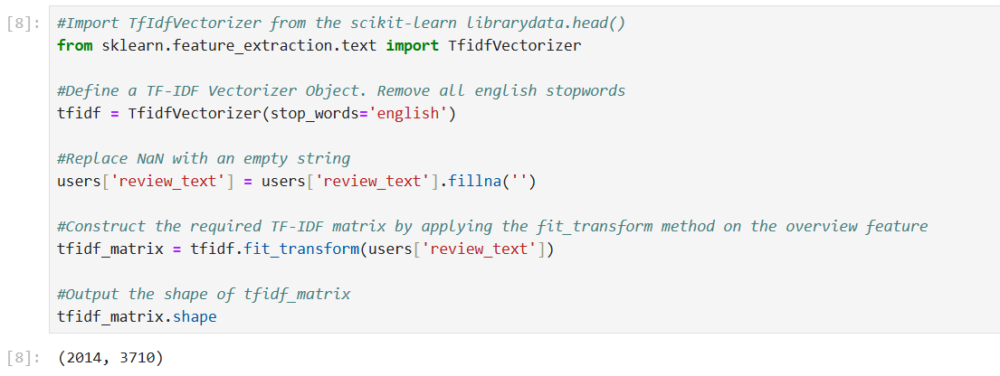 [8]: #Import TfIdfVectorizer from the scikit-learn librarydata.head()
from sklearn.feature_extraction.text import TfidfVectorizer
#Define a TF-IDF Vectorizer Object. Remove all english stopwords
tfidf = TfidfVectorizer(stop_words='english')
#Replace NaN with an empty string
users['review_text'] = users['review_text'].fillna('')
#Construct the required TF-IDF matrix by applying the fit_transform method on the overview feature
tfidf_matrix = tfidf.fit_transform(users['review_text'])
#Output the shape of tfidf_matrix
tfidf_matrix.shape
[8]: (2014, 3710)